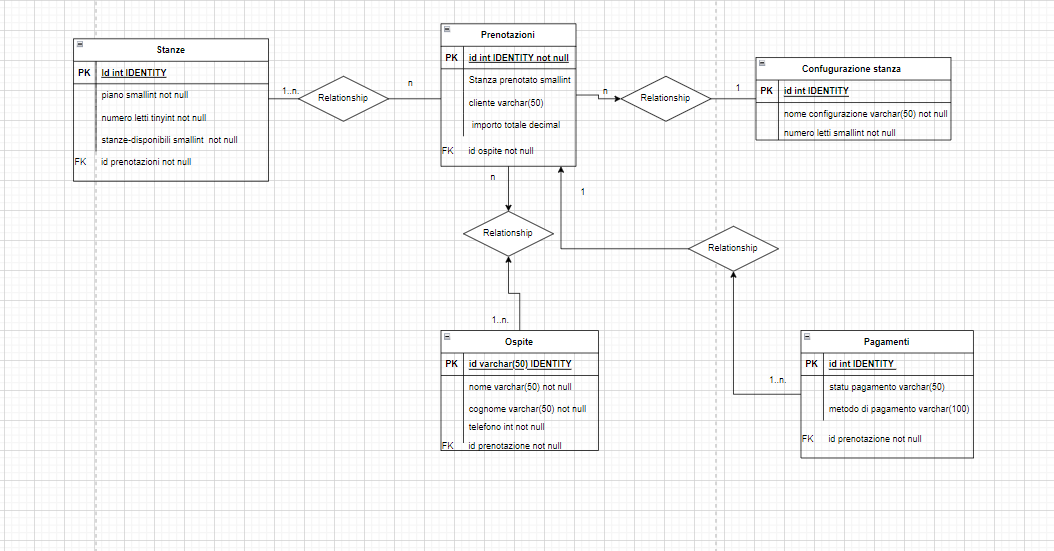 Stanze
PK Id int IDENTITY
piano smallint not null
numero letti tinyint not null
stanze-disponibili smallint not null
FK id prenotazioni not null
1..n.
Relationship
n
Prenotazioni
PK id int IDENTITY not null
Stanza prenotato smallint
cliente varchar(50)
importo totale decimal
FK id ospite not null
n
Relationship
1
Confugurazione stanza
PK id int IDENTITY
nome configurazione varchar(50) not null
numero letti smallint not null
n
1
Relationship
Relationship
1..n.
Ospite
PK id varchar(50) IDENTITY
nome varchar(50) not null
cognome varchar(50) not null
telefono int not null
FK id prenotazione not null
1..n.
Pagamenti
PK id int IDENTITY
statu pagamento varchar(50)
metodo di pagamento varchar(100)
FK id prenotazione not null